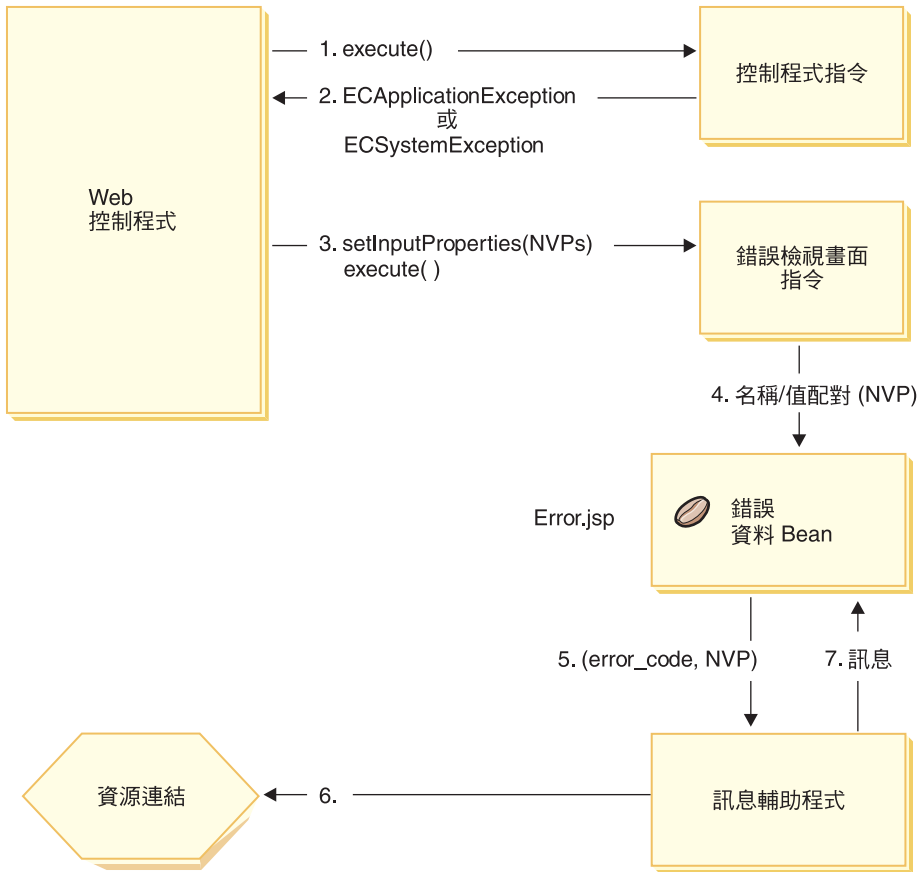 1. execute()
控制程式指令
2. ECApplicationException
或
ECSystemException
Web
控制程式
3. setInputProperties(NVPs)
execute( )
錯誤檢視畫面
指令
4. 名稱/值配對 (NVP)
Error.jsp
錯誤
資料 Bean
5. (error_code, NVP)
7. 訊息
資源連結
6.
訊息輔助程式